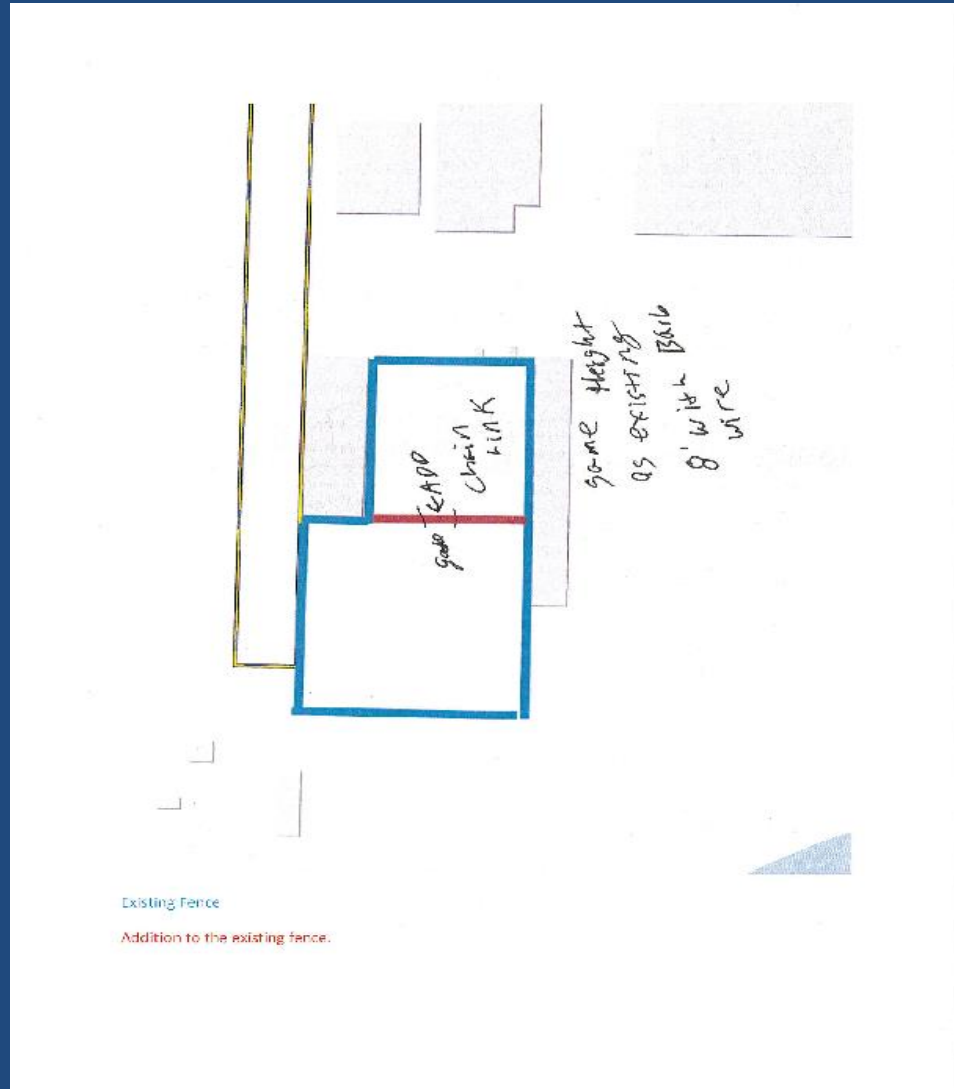 gate
ADD
Chain
Link
Same Height
as existing
8' with Barb
wire
Existing Fence
Addition to the existing fence.